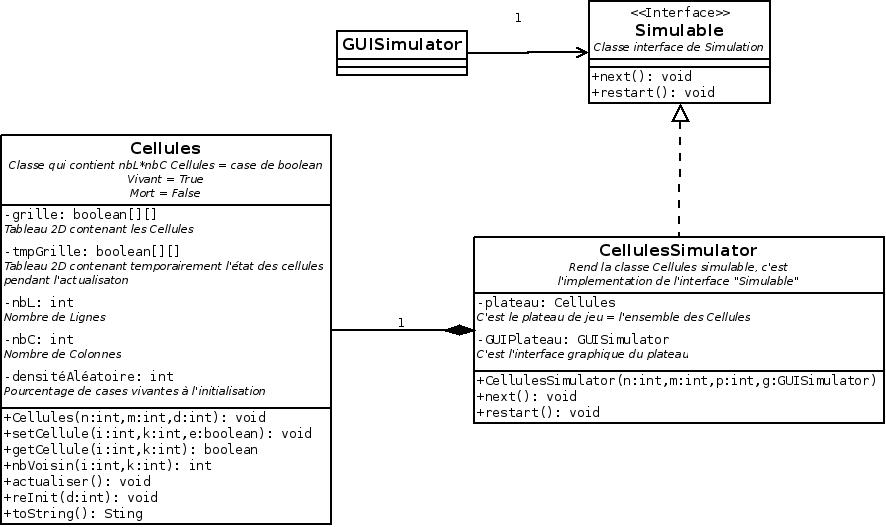 1
<<Interface>>
Simulable
Classe interface de Simulation
+next(): void
+restart(): void
GUISimulator
Cellules
Classe qui contient nbL*nbC Cellules = case de boolean
Vivant = True
Mort = False
-grille: boolean[][]
Tableau 2D contenant les Cellules
-tmpGrille: boolean[][]
Tableau 2D contenant temporairement l'état des cellules
pendant l'actualisaton
-nbL: int
Nombre de Lignes
-nbC: int
Nombre de Colonnes
-densitéAléatoire: int
Pourcentage de cases vivantes à l'initialisation
+Cellules(n:int,m:int,d:int): void
+setCellule(i:int,k:int,e:boolean): void
+getCellule(i:int,k:int): boolean
+nbVoisin(i:int,k:int): int
+actualiser(): void
+reInit(d:int): void
+toString(): Sting
1
CellulesSimulator
Rend la classe Cellules simulable, c'est
l'implementation de l'interface "Simulable"
-plateau: Cellules
C'est le plateau de jeu = l'ensemble des Cellules
-GUIPlateau: GUISimulator
C'est l'interface graphique du plateau
+CellulesSimulator(n:int,m:int,p:int,g:GUISimulator)
+next(): void
+restart(): void